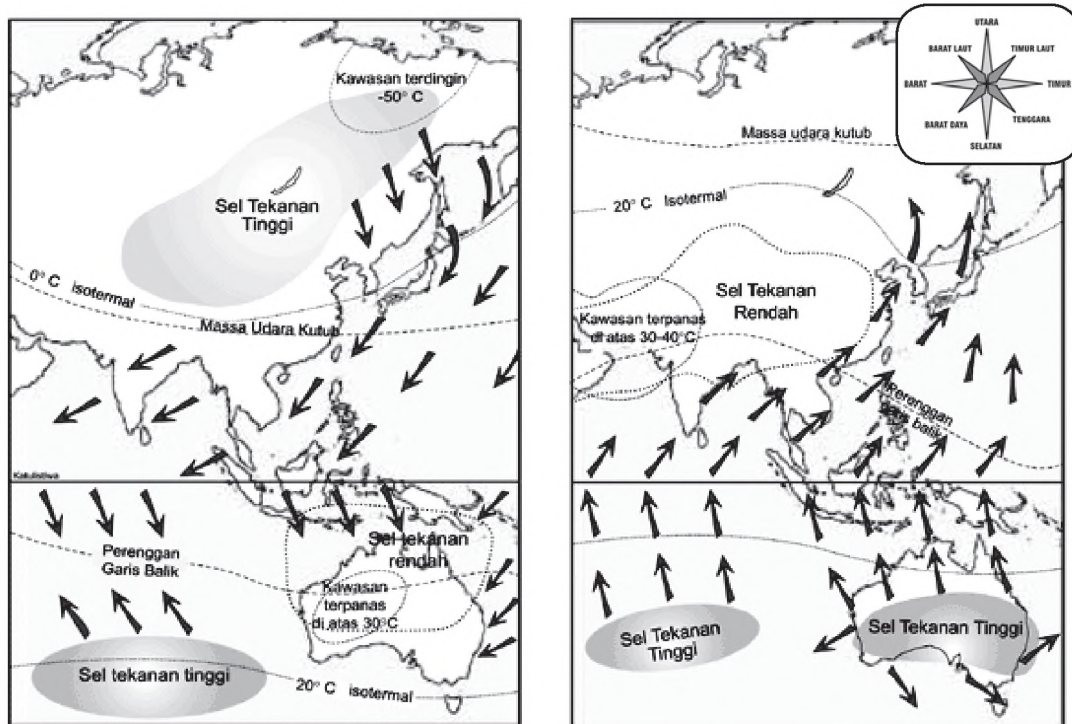 Kawasan terdingin
-50° C
Sel Tekanan
Tinggi
0° C isotermal
Massa Udara Kutub
Katulistiwa
Perenggan
Garis Balik
Sel tekanan
rendah
Kawasan
terpanas
di atas 30°C
Sel tekanan tinggi
20° C isotermal
UTARA
BARAT LAUT
TIMUR LAUT
BARAT
TIMUR
BARAT DAYA
TENGGARA
SELATAN
Massa udara kutub
20° C Isotermal
Sel Tekanan
Rendah
Kawasan terpanas
di atas 30-40°C
Perenggan
Garis balik
Sel Tekanan
Tinggi
Sel Tekanan Tinggi